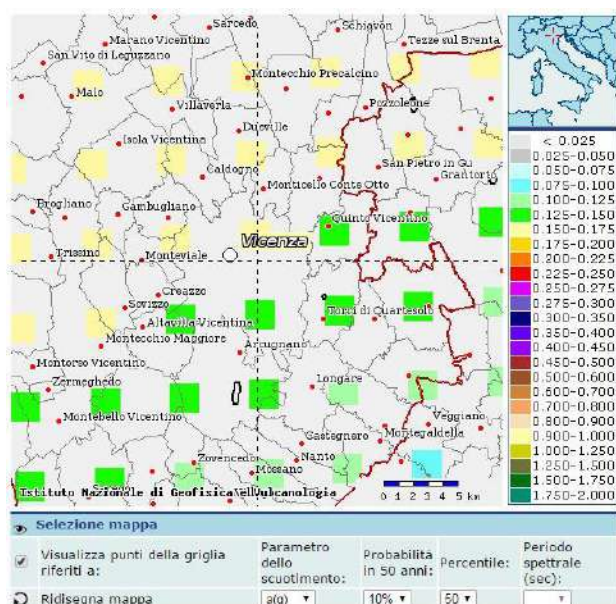 Sarcedo
Schiavon
Marano Vicentino
Tezze sul Brenta
San Vito di Leguzzano
Montecchio Precalcino
Malo
Villaverla
Pozzoleone
Dueville
Isola Vicentina
San Pietro in Gu
Caldogno
Grantorto
Monticello Conte Otto
Brogliano
Gambugliano
Quinto Vicentino
Vicenza
Trissino
Monteviale
Creazzo
Sovizzo
Torri di Quartesolo
Altavilla Vicentina
Montecchio Maggiore
Arcugnano
Montorso Vicentino
Zermeghedo
Longare
Montebello Vicentino
Veggiano
Castegnero
Montegaldella
Zovencedo
Nanto
Mossano
0 1 2 3 4 5 km
Istituto Nazionale di Geofisica e Vulcanologia
< 0.025
0.025-0.050
0.050-0.075
0.075-0.100
0.100-0.125
0.125-0.150
0.150-0.175
0.175-0.200
0.200-0.225
0.225-0.250
0.250-0.275
0.275-0.300
0.300-0.350
0.350-0.400
0.400-0.450
0.450-0.500
0.500-0.600
0.600-0.700
0.700-0.800
0.800-0.900
0.900-1.000
1.000-1.250
1.250-1.500
1.500-1.750
1.750-2.000
Selezione mappa
Visualizza punti della griglia riferiti a:
Parametro dello scuotimento:
Probabilità in 50 anni:
Percentile:
Periodo spettrale (sec):
Ridisegna mappa
a(g)
10%
50